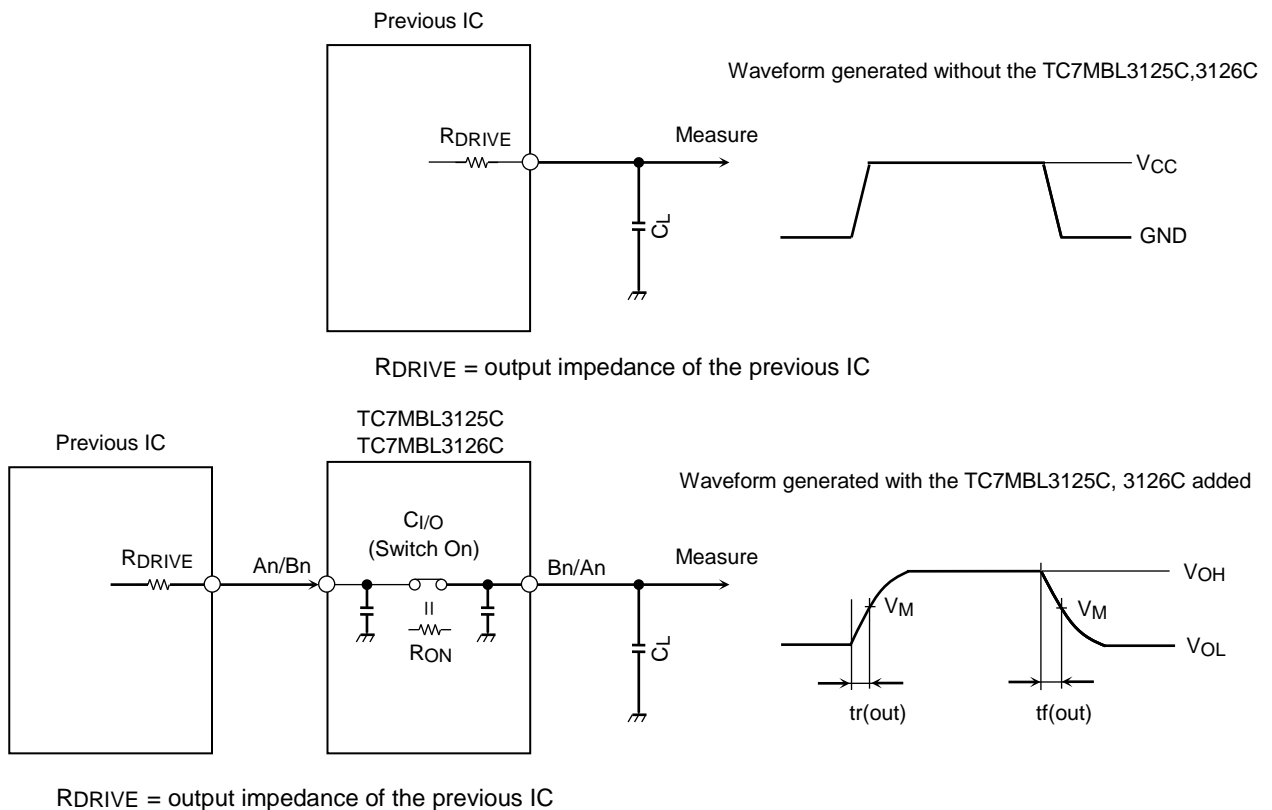 Previous IC
Waveform generated without the TC7MBL3125C,3126C
RDRIVE
Measure
CL
VCC
GND
RDRIVE = output impedance of the previous IC
Previous IC
TC7MBL3125C
TC7MBL3126C
Waveform generated with the TC7MBL3125C, 3126C added
RDRIVE
An/Bn
CI/O
(Switch On)
RON
Bn/An
Measure
CL
VOH
VM
VM
VOL
tr(out)
tf(out)
RDRIVE = output impedance of the previous IC